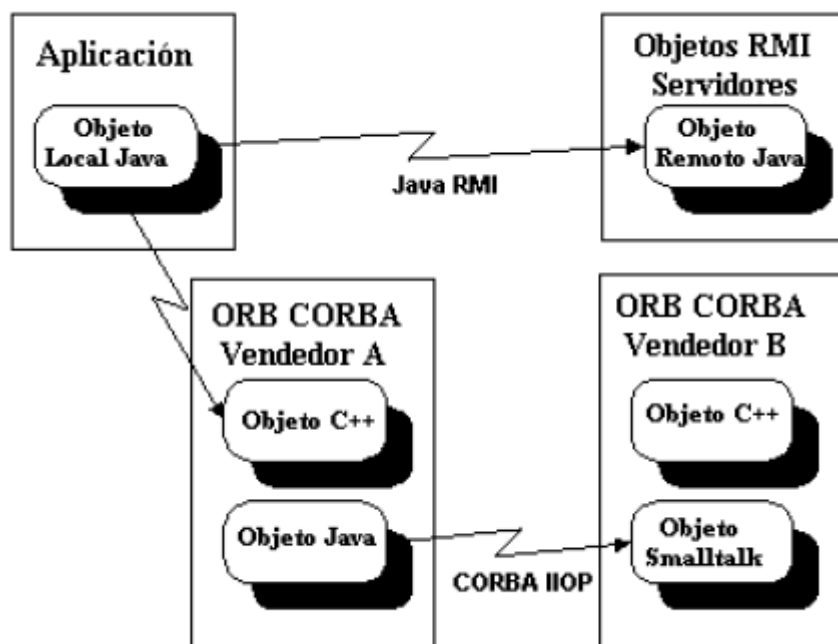 Aplicación
Objeto
Local Java
Java RMI
Objetos RMI
Servidores
Objeto
Remoto Java
ORB CORBA
Vendedor A
Objeto C++
Objeto Java
CORBA IIOP
ORB CORBA
Vendedor B
Objeto C++
Objeto
Smalltalk